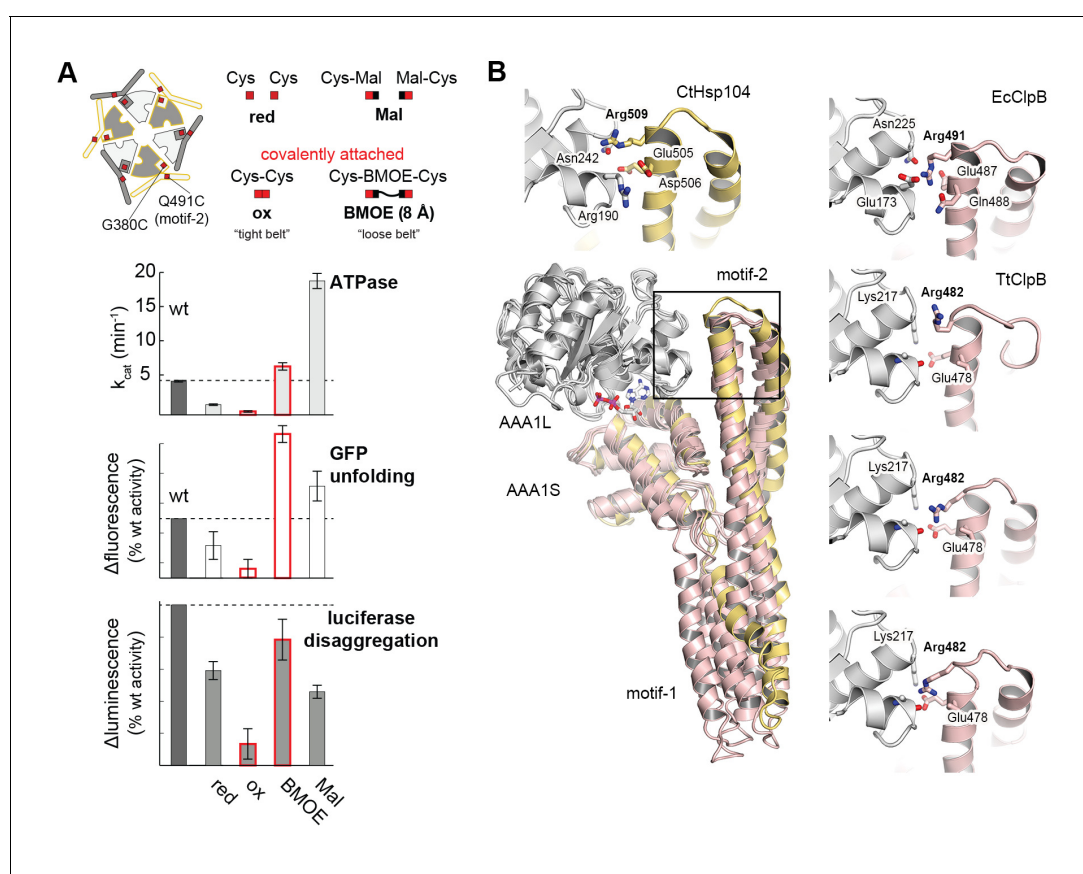 A
Cys Cys
red
Cys-Mal Mal-Cys
Mal
covalently attached
Cys-Cys
ox
"tight belt"
Cys-BMOE-Cys
BMOE (8 Å)
"loose belt"
Q491C
(motif-2)
G380C
ATPase
20
15
10
5
kcat (min-1)
wt
GFP
unfolding
wt
Δfluorescence
(% wt activity)
luciferase
disaggregation
Δluminescence
(% wt activity)
red
ox
BMOE
Mal
B
CtHsp104
Arg509
Asn242
Glu505
Asp506
Arg190
EcClpB
Asn225
Arg491
Glu487
Gln488
Glu173
motif-2
AAA1L
AAA1S
motif-1
TtClpB
Lys217
Arg482
Glu478
Lys217
Arg482
Glu478
Lys217
Arg482
Glu478